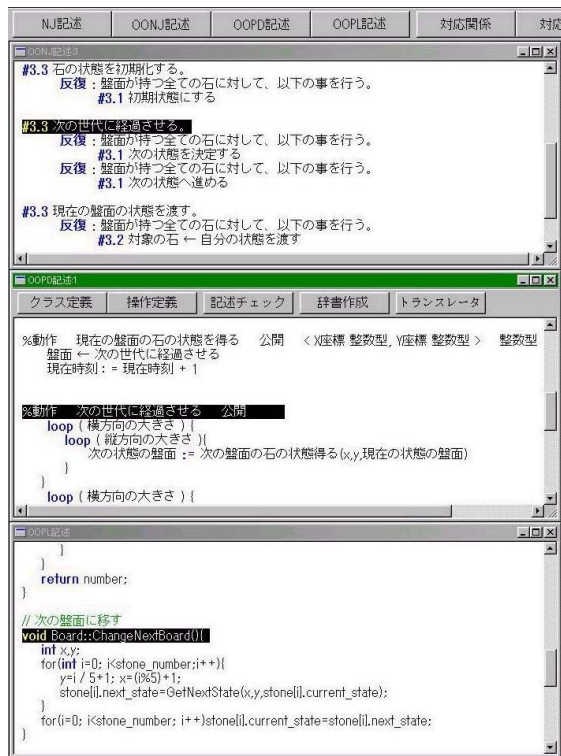 NJ記述 OONJ記述 OOPD記述 OOPL記述 対応関係 対応
OONJ記述3
#3.3 石の状態を初期化する。
反復 : 盤面が持つ全ての石に対して、以下の事を行う。
#3.1 初期状態にする
#3.3 次の世代に経過させる。
反復 : 盤面が持つ全ての石に対して、以下の事を行う。
#3.1 次の状態を決定する
反復 : 盤面が持つ全ての石に対して、以下の事を行う。
#3.1 次の状態へ進める
#3.3 現在の盤面の状態を渡す。
反復 : 盤面が持つ全ての石に対して、以下の事を行う。
#3.2 対象の石 ← 自分の状態を渡す
OOPD記述1
クラス定義 操作定義 記述チェック 辞書作成 トランスレータ
%動作 現在の盤面の石の状態を得る 公開 < X座標 整数型, Y座標 整数型 > 整数型
盤面 ← 次の世代に経過させる
現在時刻 : = 現在時刻 + 1
%動作 次の世代に経過させる 公開
loop ( 横方向の大きさ ) {
loop ( 縦方向の大きさ ){
次の状態の盤面 := 次の盤面の石の状態得る(x,y,現在の状態の盤面)
}
}
loop ( 横方向の大きさ ) {
OOPL記述
}
}
return number;
}
// 次の盤面に移す
void Board::ChangeNextBoard(){
int x,y;
for(int i=0; i<stone_number;i++){
y=i / 5+1; x=(i%5)+1;
stone[i].next_state=GetNextState(x,y,stone[i].current_state);
}
for(i=0; i<stone_number; i++)stone[i].current_state=stone[i].next_state;
}